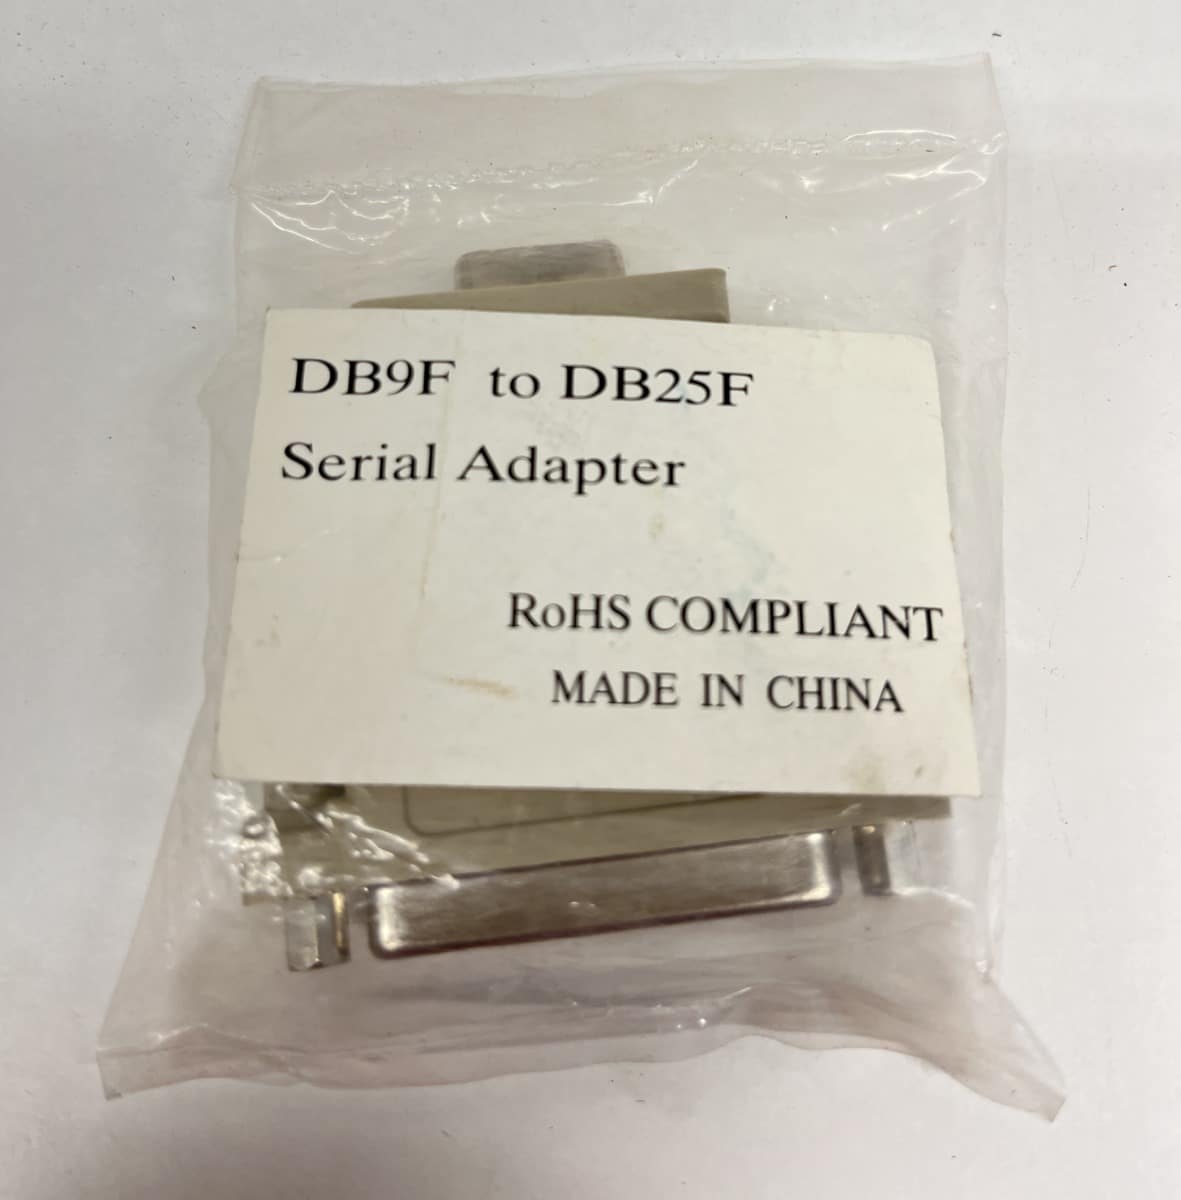 DB9F to DB25F
Serial Adapter
RoHS COMPLIANT
MADE IN CHINA